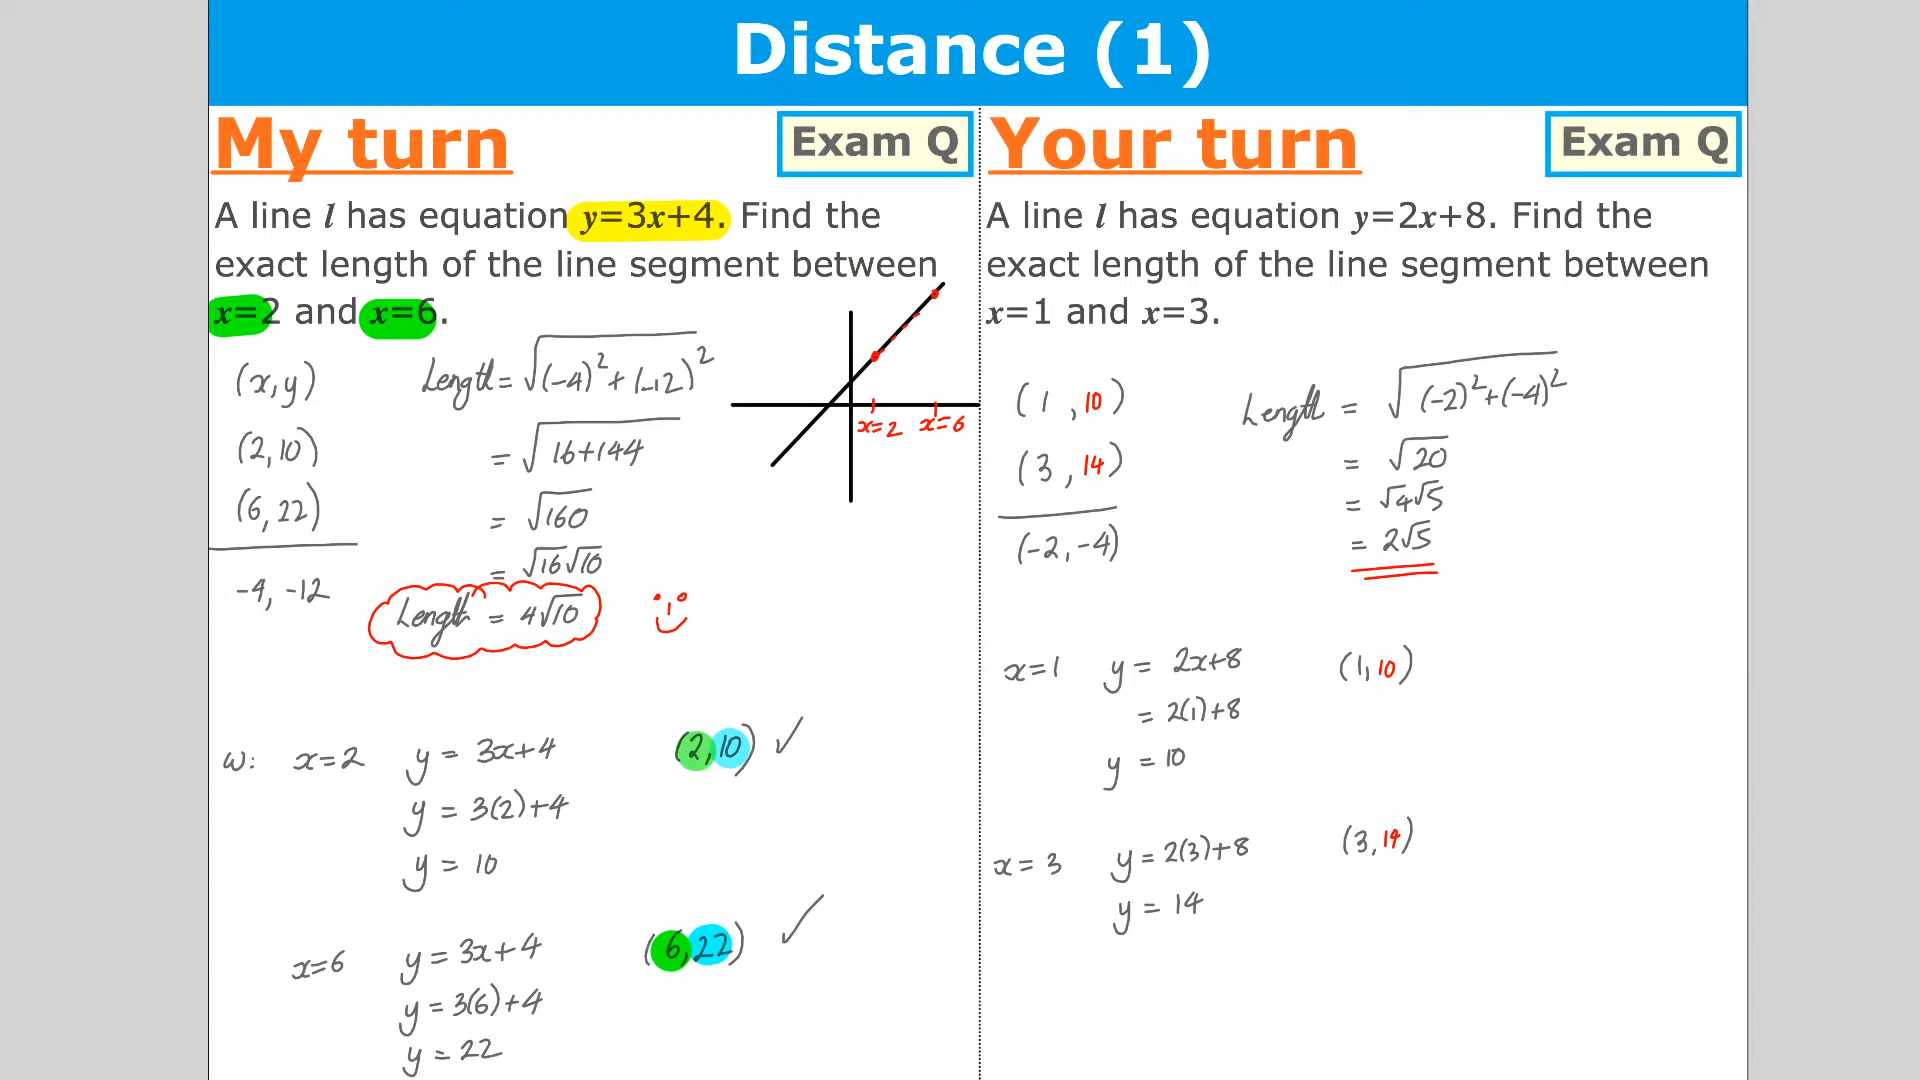 Distance (1)
My turn
Exam Q
A line l has equation y=3x+4. Find the
exact length of the line segment between
x=2 and x=6.
(x,y)
(2,10)
(6,22)
-4, -12
Length = √(-4)²+(-12)²
= √16+144
= √160
= √16√10
Length = 4√10
x=2
x=6
w: x=2
y = 3x+4
y = 3(2)+4
y = 10
(2,10) ✓
x=6
y = 3x+4
y = 3(6)+4
y = 22
(6,22) ✓
Your turn
Exam Q
A line l has equation y=2x+8. Find the
exact length of the line segment between
x=1 and x=3.
(1,10)
(3,14)
(-2,-4)
Length = √(-2)²+(-4)²
= √20
= √4√5
= 2√5
x=1
y = 2x+8
= 2(1)+8
y = 10
(1,10)
x=3
y = 2(3)+8
y = 14
(3,14)